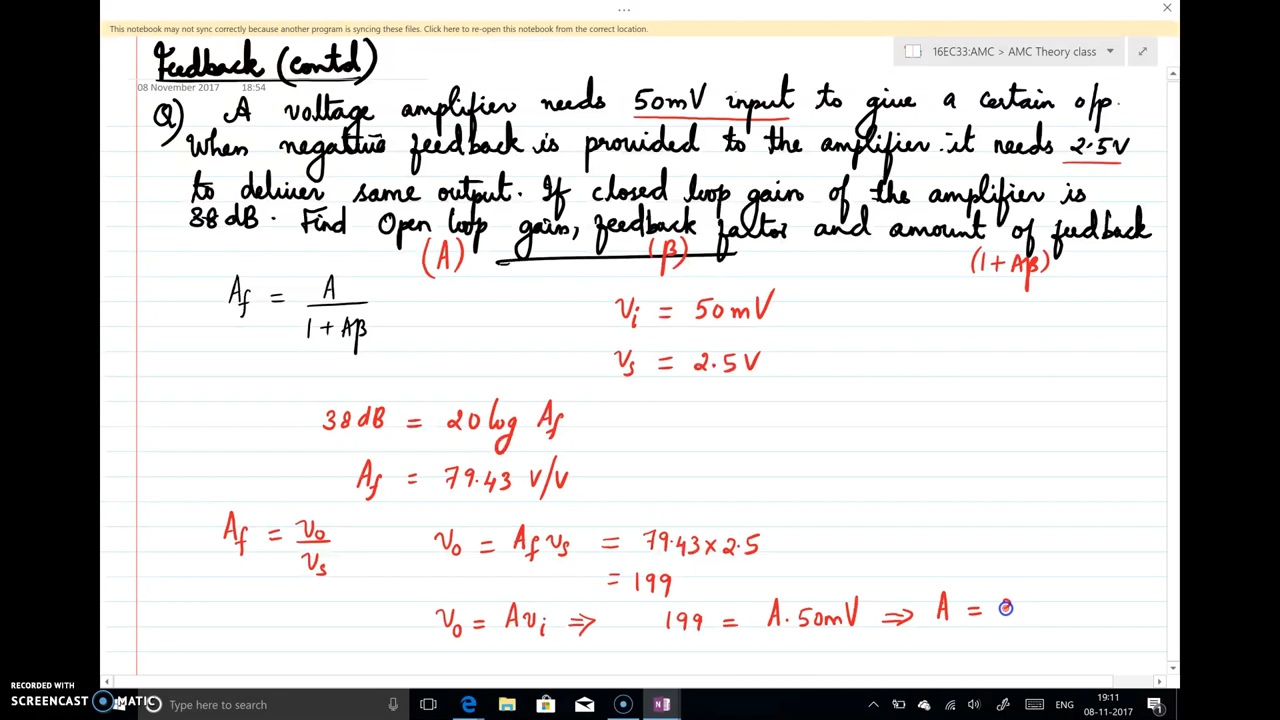 This notebook may not sync correctly because another program is syncing these files. Click here to re-open this notebook from the correct location.
Feedback (contd)
16EC33:AMC > AMC Theory class
08 November 2017 18:54
Q) A voltage amplifier needs 50mV input to give a certain o/p.
When negative feedback is provided to the amplifier it needs 2.5V
to deliver same output. If closed loop gain of the amplifier is
38 dB. Find Open loop gain, feedback factor and amount of feedback
(A) (β) (1+Aβ)
Af = A / 1 + Aβ
vi = 50mV
vs = 2.5V
38dB = 20 log Af
Af = 79.43 V/V
Af = vo / vs
vo = Af vs = 79.43 x 2.5
= 199
vo = Avi ⇒ 199 = A. 50mV ⇒ A =
RECORDED WITH
SCREENCAST MATIC
Type here to search
ENG
19:11
08-11-2017
1